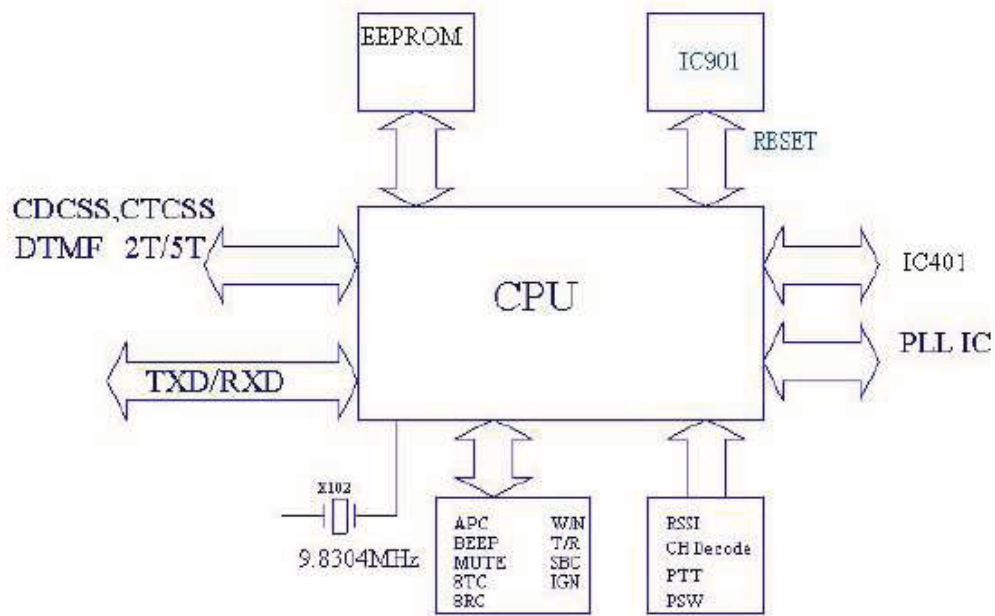 EEPROM
IC901
RESET
CDCSS,CTCSS
DTMF 2T/5T
CPU
IC401
PLL IC
TXD/RXD
X102
9.8304MHz
APC W/N
BEEP T/R
MUTE SBC
8TC IGN
8RC
RSSI
CH Decode
PTT
PSW